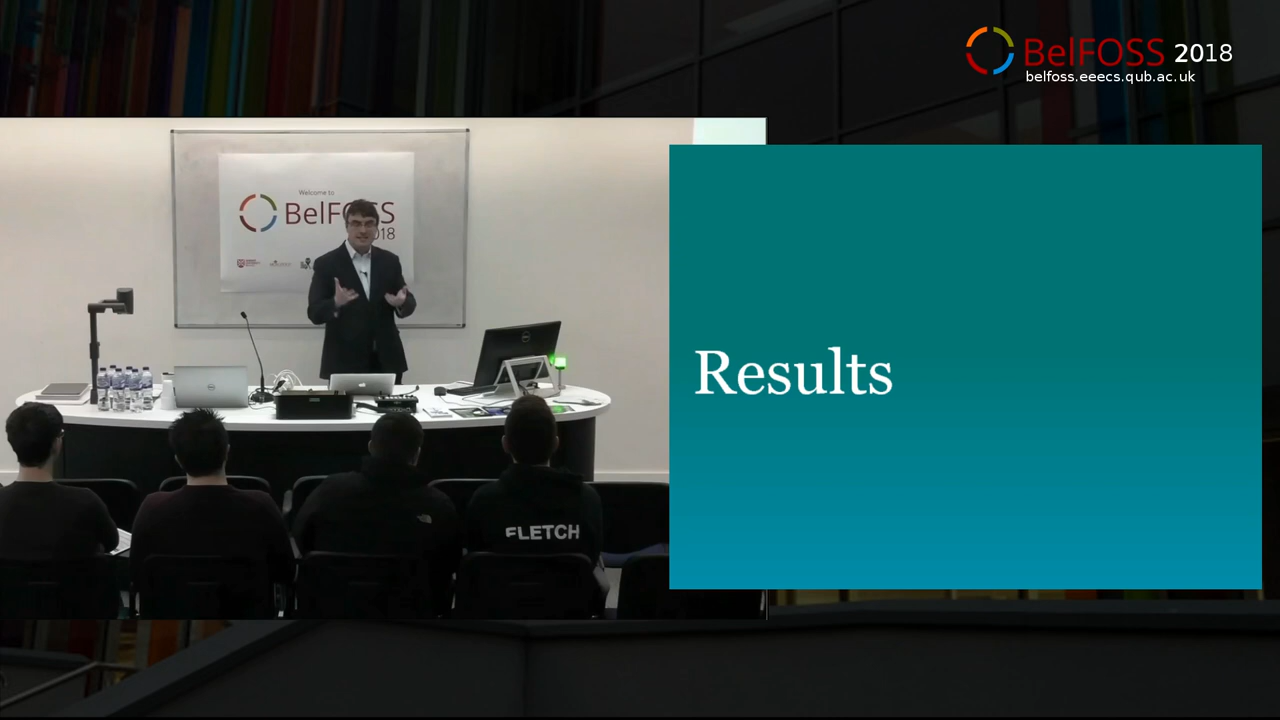 BelFOSS 2018
belfoss.eeecs.qub.ac.uk
Welcome to
BelFOSS
2018
Results
FLETCH